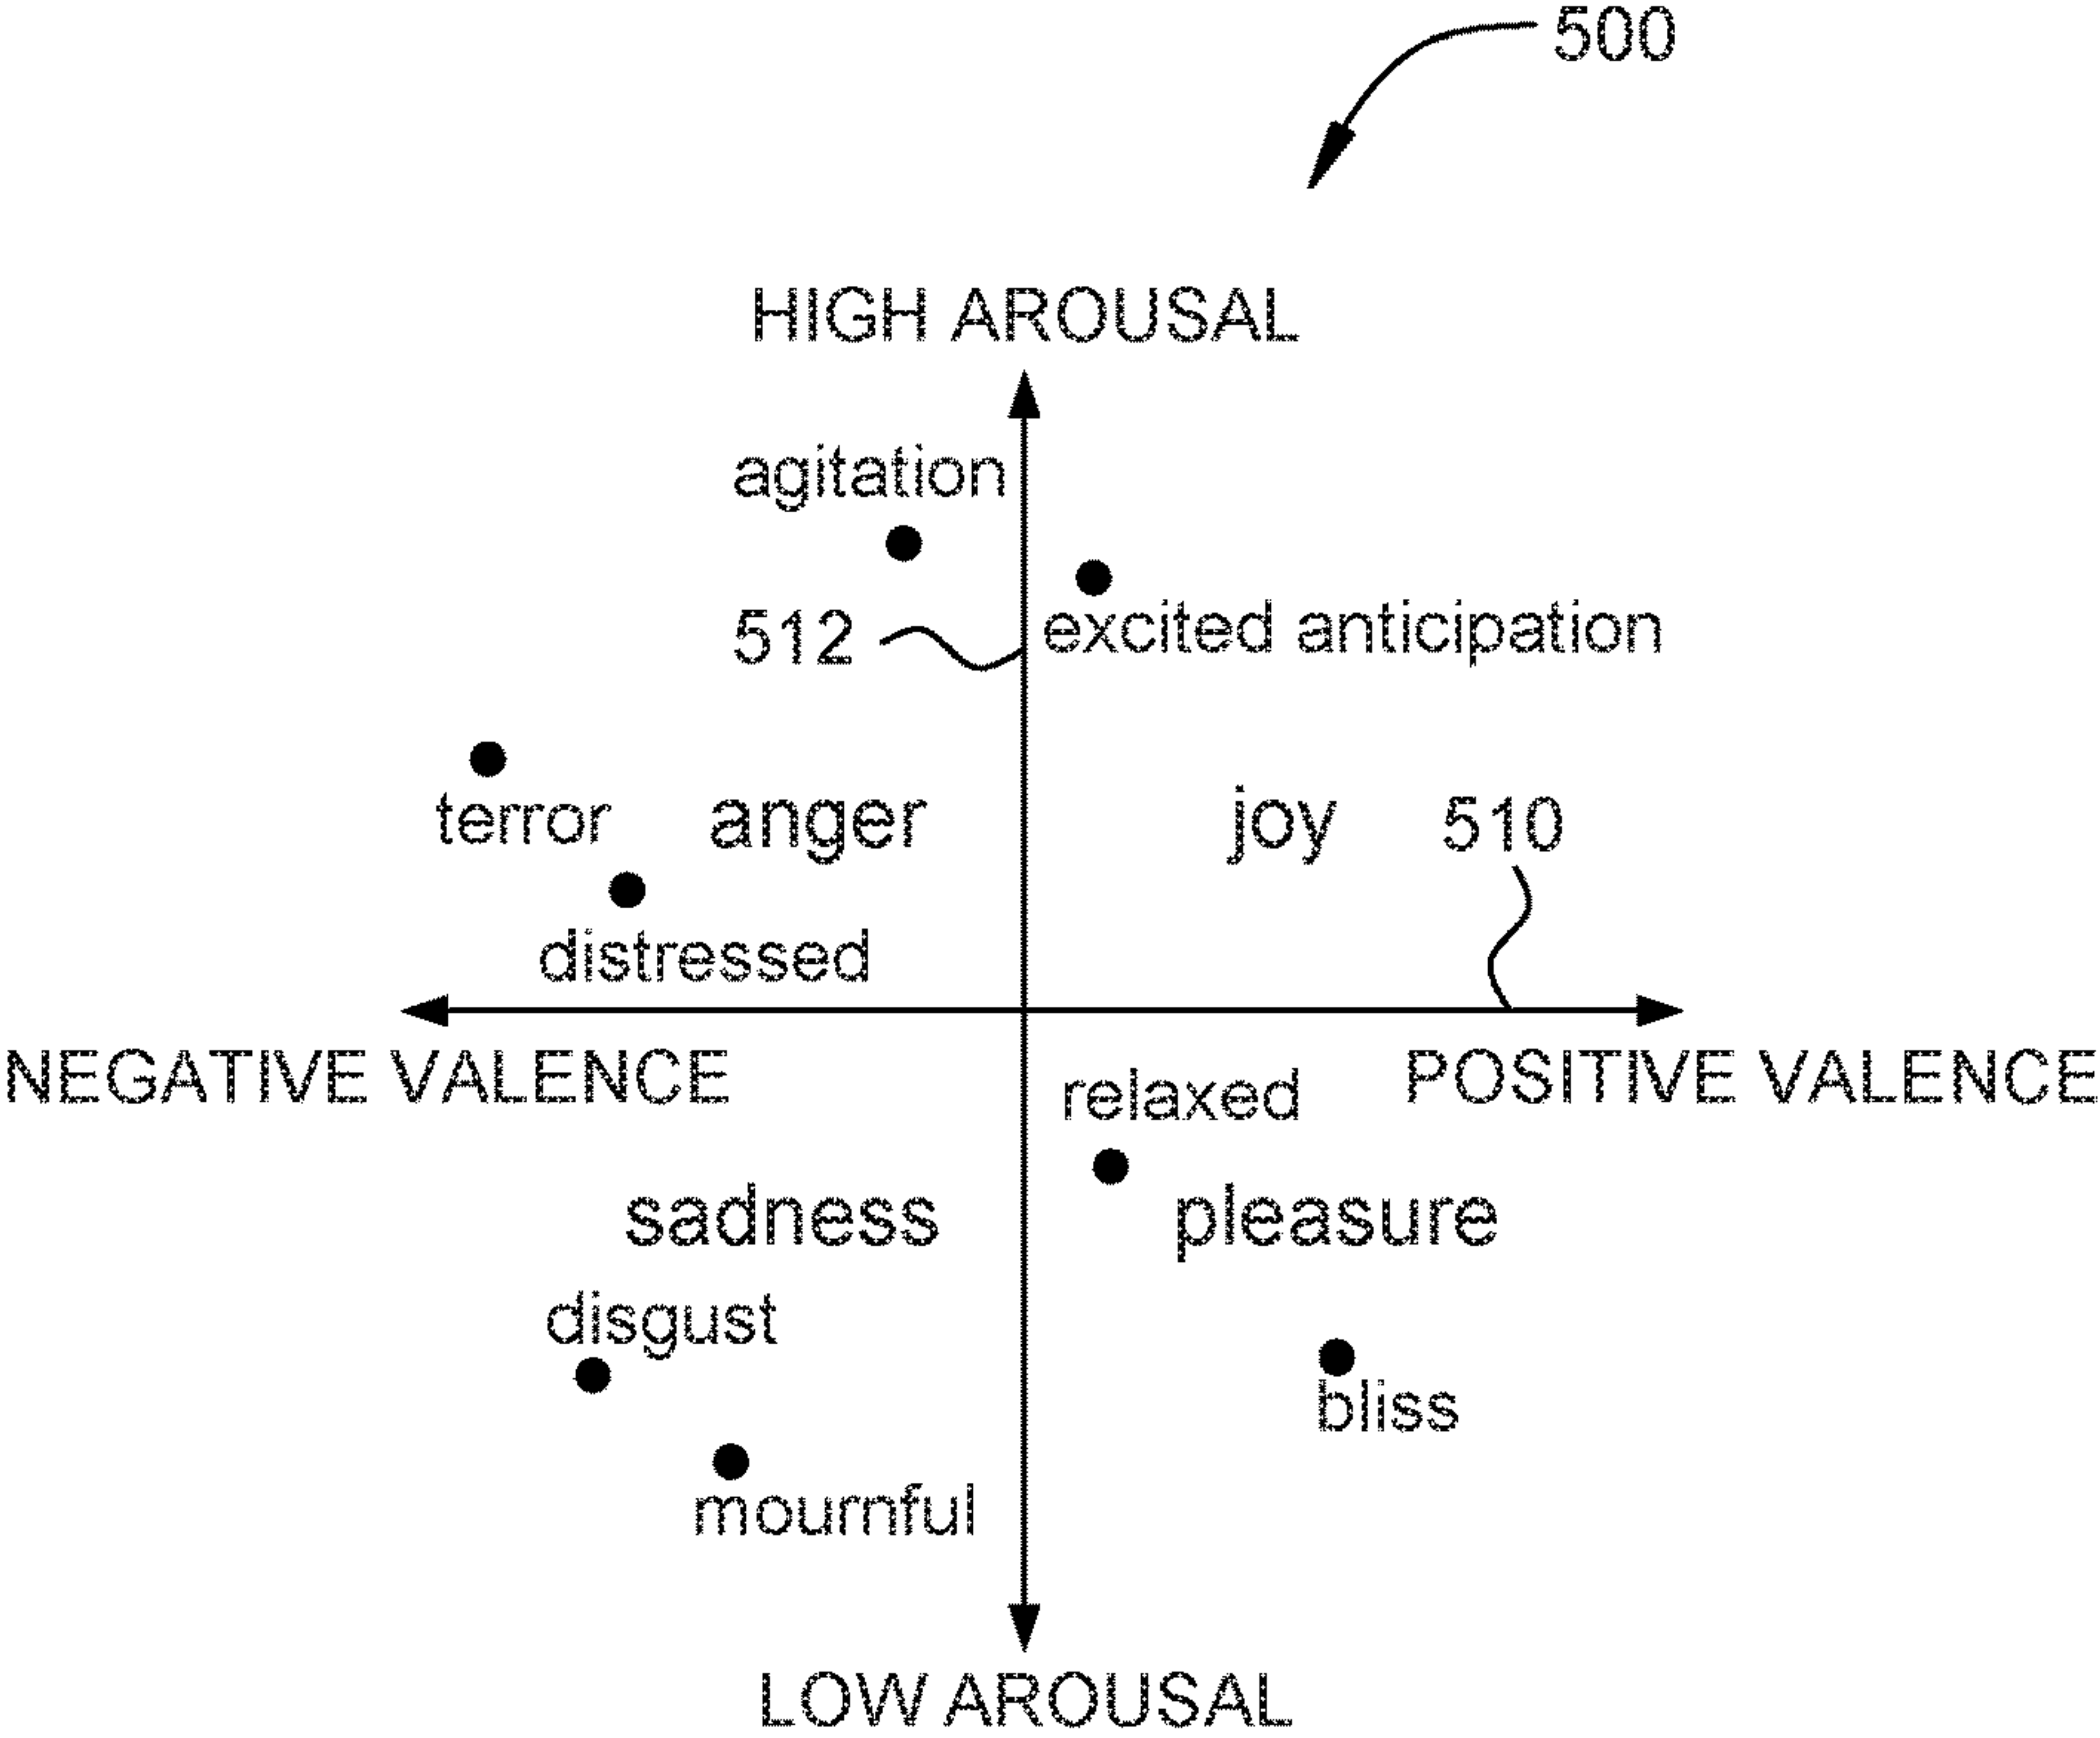 500
HIGH AROUSAL
agitation
512
excited anticipation
terror
anger
joy
510
distressed
NEGATIVE VALENCE
POSITIVE VALENCE
relaxed
sadness
pleasure
disgust
bliss
mournful
LOW AROUSAL